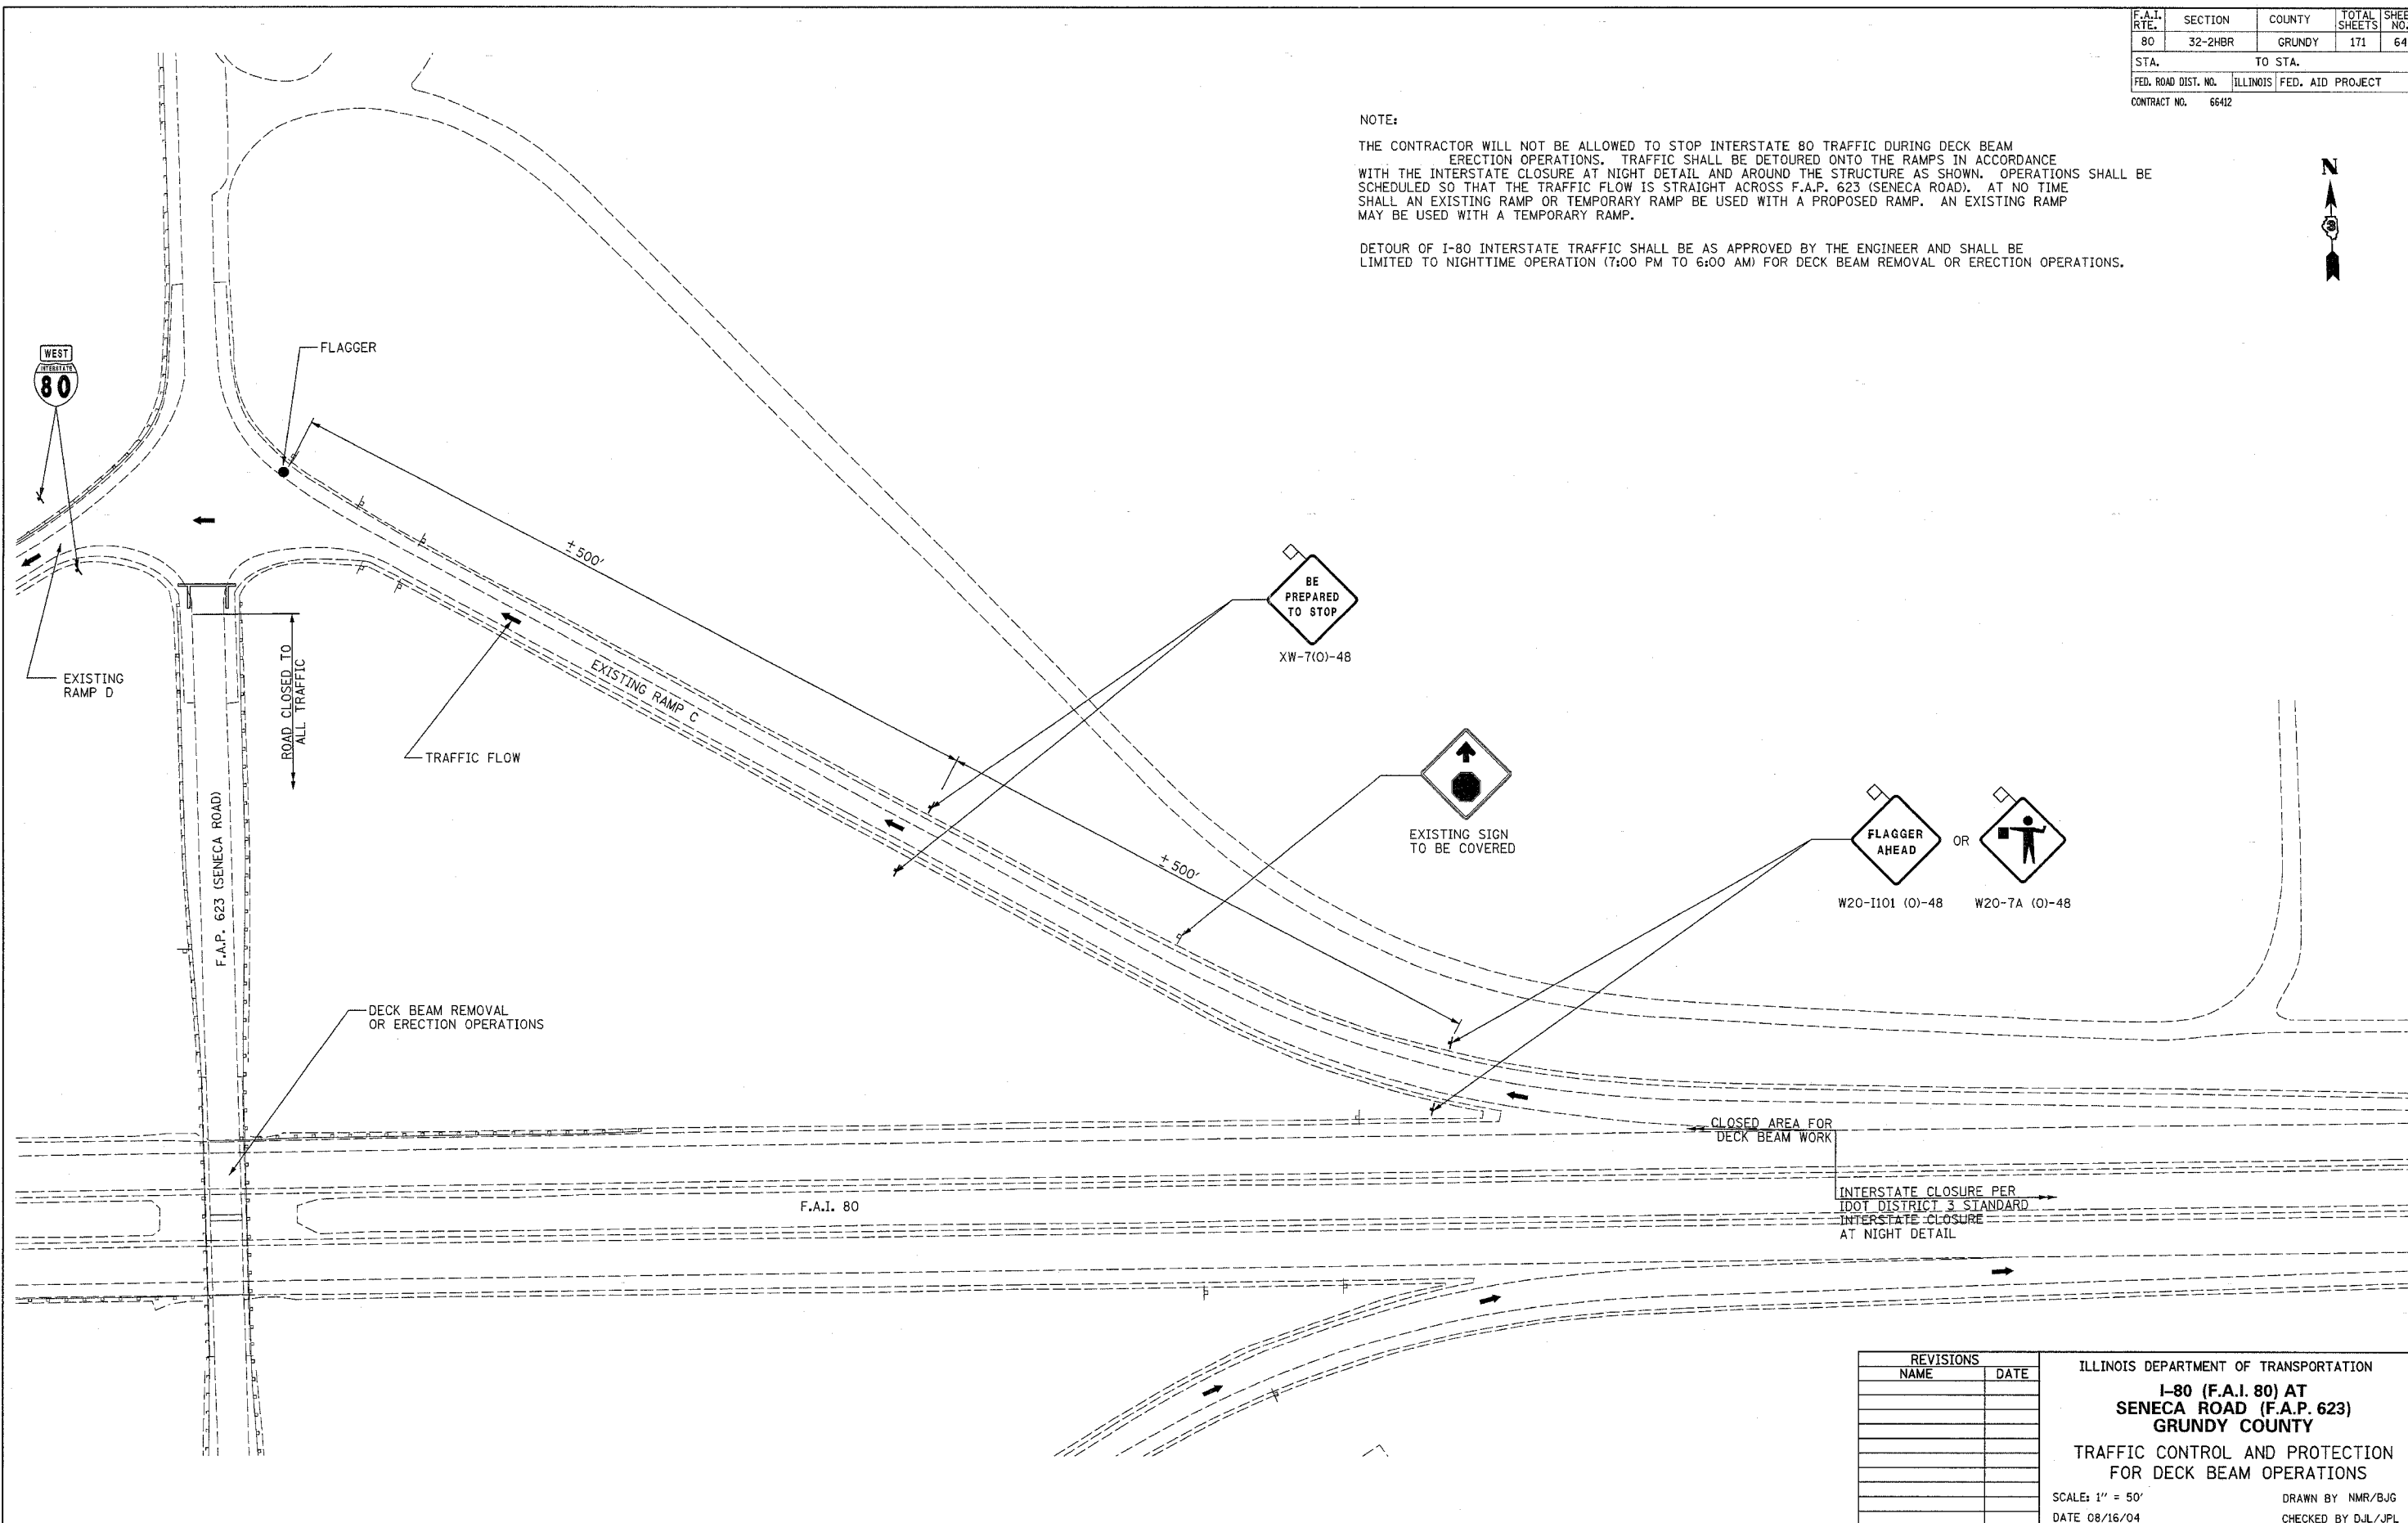 F.A.I. RTE. SECTION COUNTY TOTAL SHEETS
80 32-2HBR GRUNDY 171 64
STA. TO STA.
FED. ROAD DIST. NO. ILLINOIS FED. AID PROJECT
CONTRACT NO. 66412
NOTE:
THE CONTRACTOR WILL NOT BE ALLOWED TO STOP INTERSTATE 80 TRAFFIC DURING DECK BEAM
ERECTION OPERATIONS. TRAFFIC SHALL BE DETOURED ONTO THE RAMPS IN ACCORDANCE
WITH THE INTERSTATE CLOSURE AT NIGHT DETAIL AND AROUND THE STRUCTURE AS SHOWN. OPERATIONS SHALL BE
SCHEDULED SO THAT THE TRAFFIC FLOW IS STRAIGHT ACROSS F.A.P. 623 (SENECA ROAD). AT NO TIME
SHALL AN EXISTING RAMP OR TEMPORARY RAMP BE USED WITH A PROPOSED RAMP. AN EXISTING RAMP
MAY BE USED WITH A TEMPORARY RAMP.
DETOUR OF I-80 INTERSTATE TRAFFIC SHALL BE AS APPROVED BY THE ENGINEER AND SHALL BE
LIMITED TO NIGHTTIME OPERATION (7:00 PM TO 6:00 AM) FOR DECK BEAM REMOVAL OR ERECTION OPERATIONS.
N
3
WEST
INTERSTATE
80
FLAGGER
±500'
BE
PREPARED
TO STOP
XW-7(O)-48
EXISTING
RAMP D
ROAD CLOSED TO
ALL TRAFFIC
EXISTING RAMP C
TRAFFIC FLOW
F.A.P. 623 (SENECA ROAD)
EXISTING SIGN
TO BE COVERED
±500'
FLAGGER
AHEAD
OR
W20-I101 (O)-48
W20-7A (O)-48
DECK BEAM REMOVAL
OR ERECTION OPERATIONS
CLOSED AREA FOR
DECK BEAM WORK
F.A.I. 80
INTERSTATE CLOSURE PER
IDOT DISTRICT 3 STANDARD
INTERSTATE CLOSURE
AT NIGHT DETAIL
REVISIONS
NAME DATE
ILLINOIS DEPARTMENT OF TRANSPORTATION
I-80 (F.A.I. 80) AT
SENECA ROAD (F.A.P. 623)
GRUNDY COUNTY
TRAFFIC CONTROL AND PROTECTION
FOR DECK BEAM OPERATIONS
SCALE: 1" = 50'
DRAWN BY NMR/BJG
DATE 08/16/04
CHECKED BY DJL/JPL